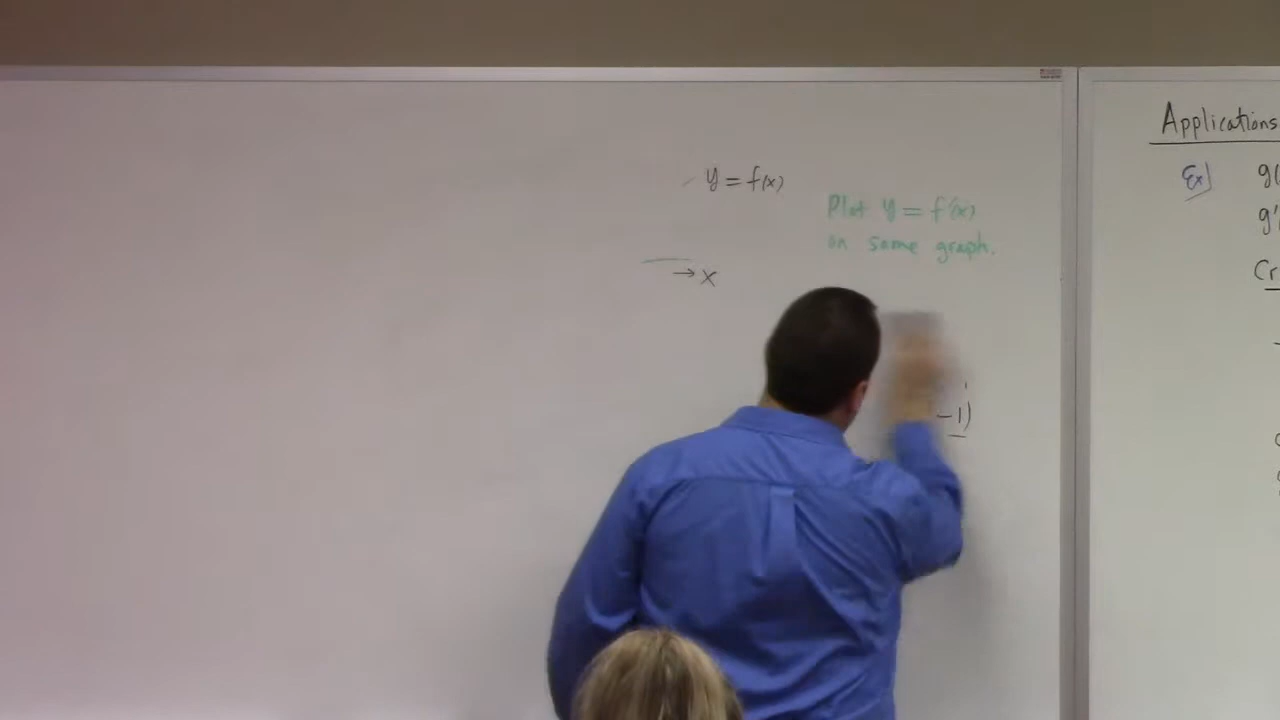 y = f(x)
Plot y = f'(x)
on same graph.
→ x
-1)
Applications
Ex)
g(
g'(
Cr